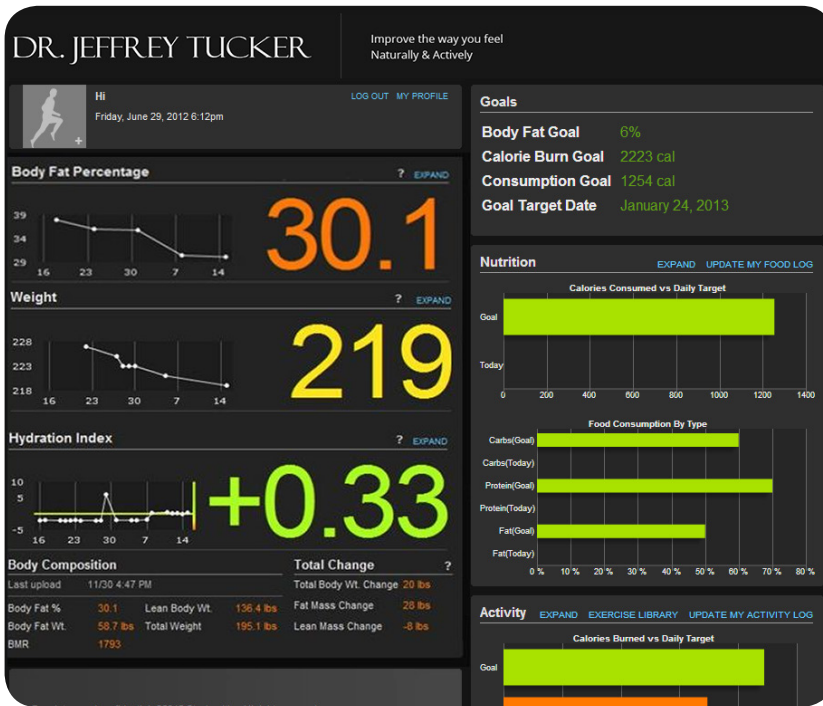 DR. JEFFREY TUCKER
Improve the way you feel
Naturally & Actively
Hi
LOG OUT MY PROFILE
Friday, June 29, 2012 6:12pm
Body Fat Percentage ? EXPAND
39
34
29
16 23 30 7 14
30.1
Weight ? EXPAND
228
223
218
16 23 30 7 14
219
Hydration Index ? EXPAND
10
5
-5
16 23 30 7 14
+0.33
Body Composition
Last upload 11/30 4:47 PM
Body Fat % 30.1 Lean Body Wt. 136.4 lbs
Body Fat Wt. 58.7 lbs Total Weight 195.1 lbs
BMR 1793
Total Change ?
Total Body Wt. Change 20 lbs
Fat Mass Change 28 lbs
Lean Mass Change -8 lbs
Goals
Body Fat Goal 6%
Calorie Burn Goal 2223 cal
Consumption Goal 1254 cal
Goal Target Date January 24, 2013
Nutrition EXPAND UPDATE MY FOOD LOG
Calories Consumed vs Daily Target
Goal
Today
0 200 400 600 800 1000 1200 1400
Food Consumption By Type
Carbs(Goal)
Carbs(Today)
Protein(Goal)
Protein(Today)
Fat(Goal)
Fat(Today)
0 % 10 % 20 % 30 % 40 % 50 % 60 % 70 % 80 %
Activity EXPAND EXERCISE LIBRARY UPDATE MY ACTIVITY LOG
Calories Burned vs Daily Target
Goal